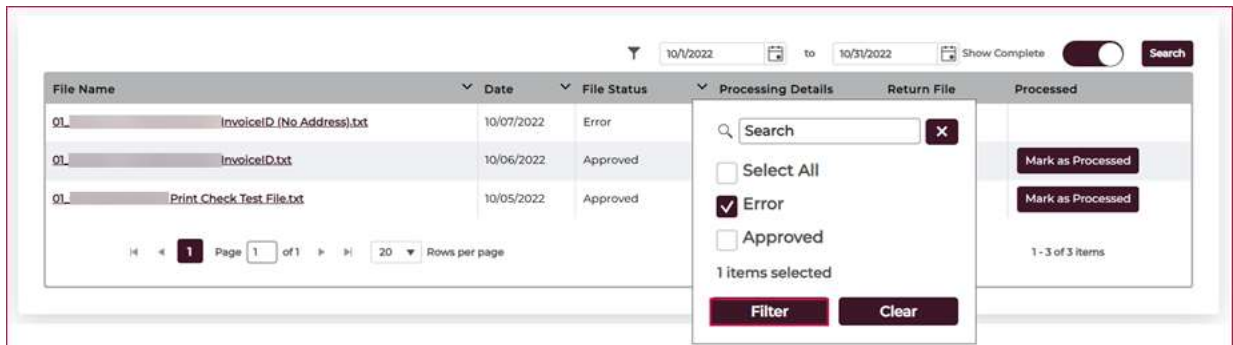 10/1/2022 to 10/31/2022 Show Complete Search
File Name Date File Status Processing Details Return File Processed
01_ InvoiceID (No Address).txt 10/07/2022 Error
Search
01_ InvoiceID.txt 10/06/2022 Approved Mark as Processed
Select All
01_ Print Check Test File.txt 10/05/2022 Approved Mark as Processed
Error
Approved
1 Page 1 of 1 20 Rows per page 1 - 3 of 3 items
1 items selected
Filter Clear